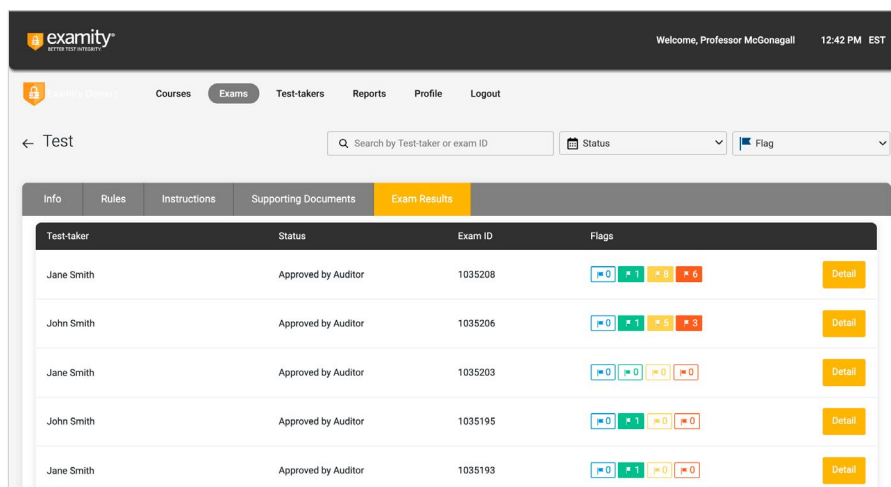 examity®
BETTER TEST INTEGRITY
Welcome, Professor McGonagall 12:42 PM EST
Courses Exams Test-takers Reports Profile Logout
← Test
Search by Test-taker or exam ID
Status
Flag
Info Rules Instructions Supporting Documents Exam Results
Test-taker Status Exam ID Flags
Jane Smith Approved by Auditor 1035208 0 1 8 6 Detail
John Smith Approved by Auditor 1035206 0 1 5 3 Detail
Jane Smith Approved by Auditor 1035203 0 0 0 0 Detail
John Smith Approved by Auditor 1035195 0 1 0 0 Detail
Jane Smith Approved by Auditor 1035193 0 1 0 0 Detail